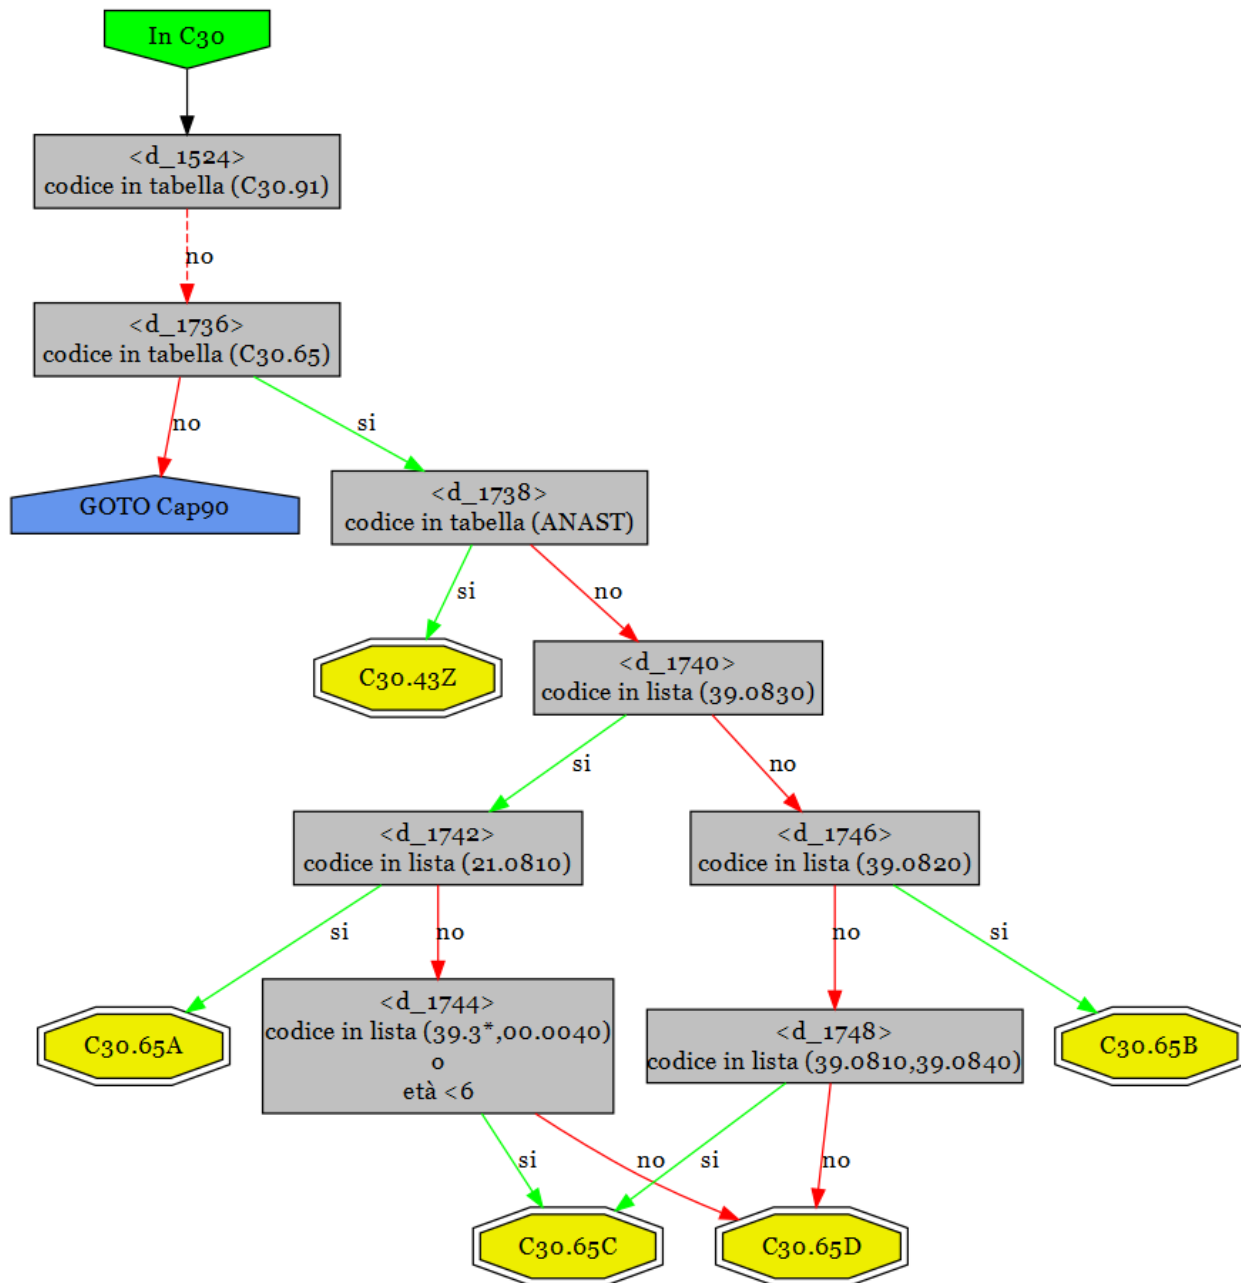 In C30
<d_1524>
codice in tabella (C30.91)
no
<d_1736>
codice in tabella (C30.65)
no
si
GOTO Cap90
<d_1738>
codice in tabella (ANAST)
si
no
C30.43Z
<d_1740>
codice in lista (39.0830)
si
no
<d_1742>
codice in lista (21.0810)
<d_1746>
codice in lista (39.0820)
si
no
no
si
C30.65A
<d_1744>
codice in lista (39.3*,00.0040)
o
età <6
<d_1748>
codice in lista (39.0810,39.0840)
C30.65B
si
no
si
no
C30.65C
C30.65D